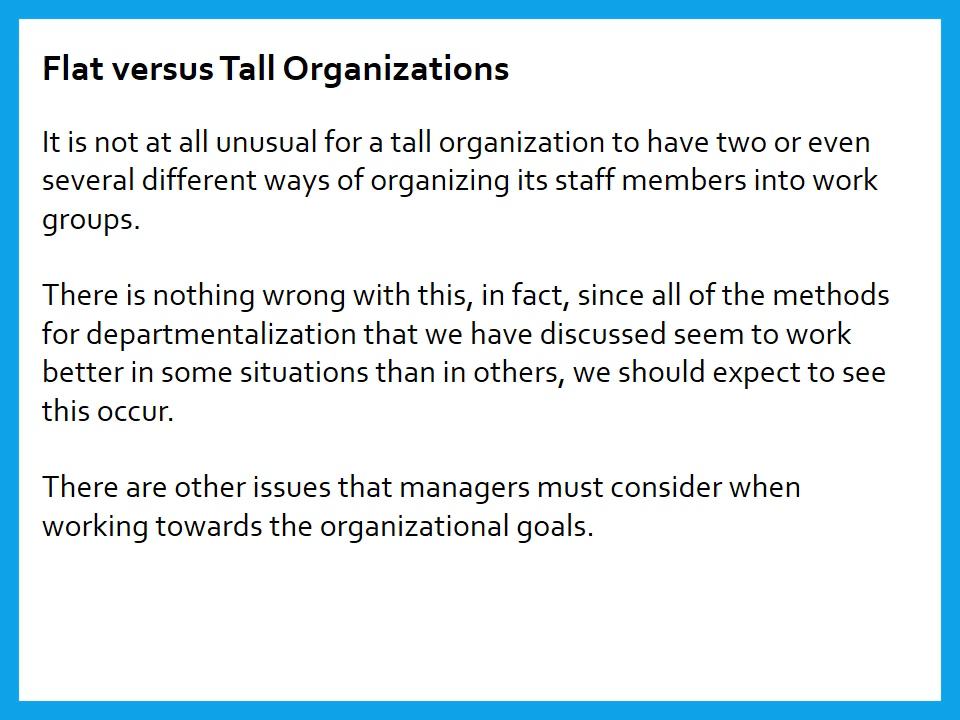 Flat versus Tall Organizations
It is not at all unusual for a tall organization to have two or even
several different ways of organizing its staff members into work
groups.
There is nothing wrong with this, in fact, since all of the methods
for departmentalization that we have discussed seem to work
better in some situations than in others, we should expect to see
this occur.
There are other issues that managers must consider when
working towards the organizational goals.